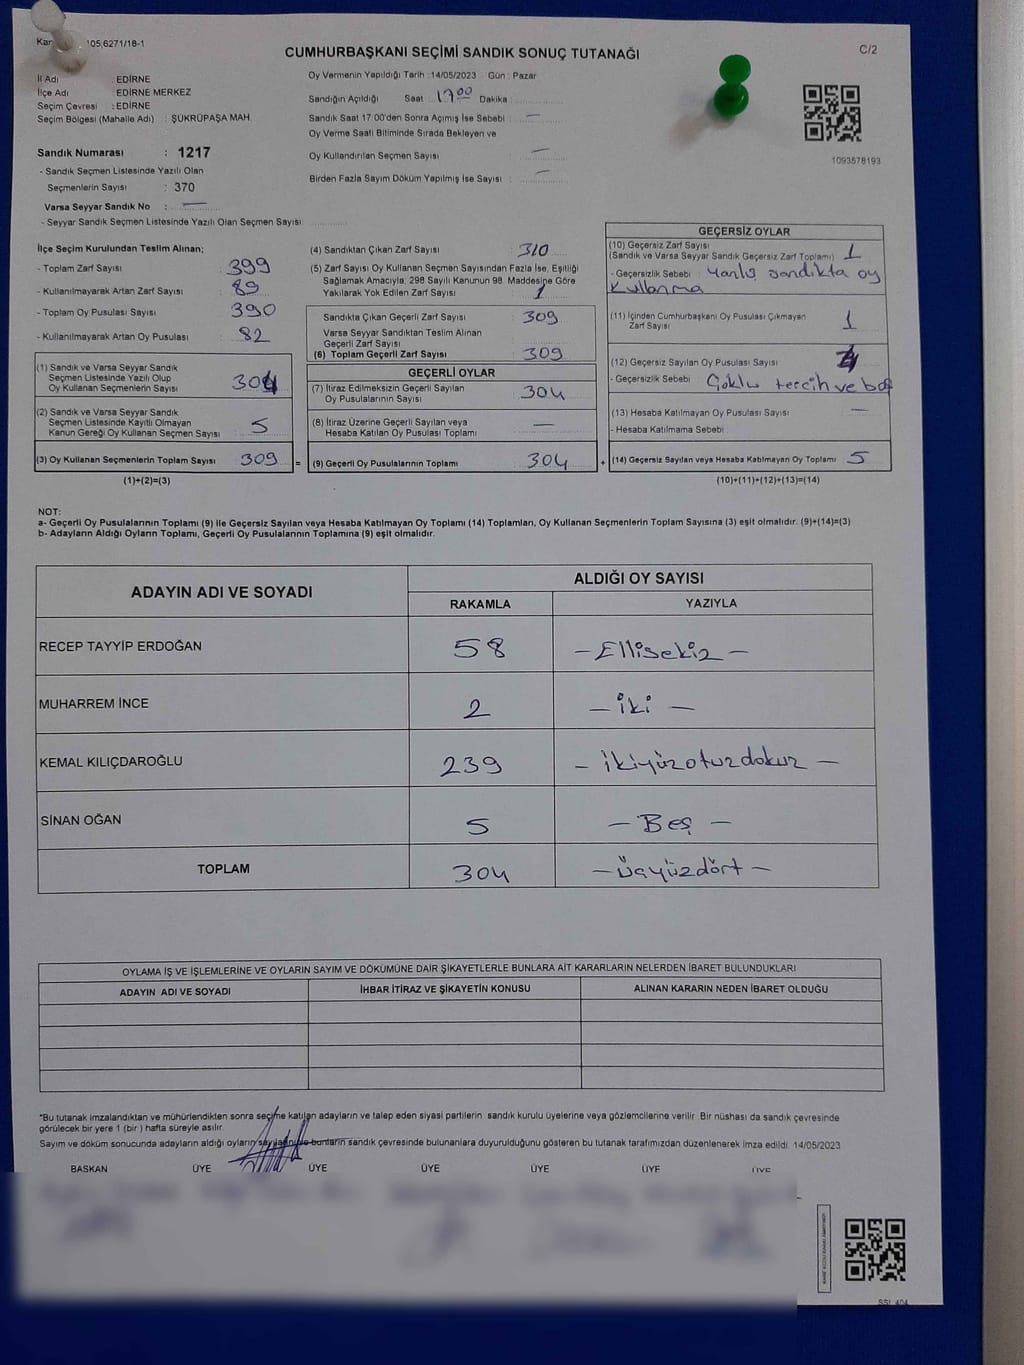 105,6271/18-1
CUMHURBAŞKANI SEÇİMİ SANDIK SONUÇ TUTANAĞI
C/2
İl Adı : EDİRNE
İlçe Adı : EDİRNE MERKEZ
Seçim Çevresi : EDİRNE
Seçim Bölgesi (Mahalle Adı) : ŞÜKRÜPAŞA MAH.
Sandık Numarası : 1217
- Sandık Seçmen Listesinde Yazılı Olan
Seçmenlerin Sayısı : 370
Varsa Seyyar Sandık No : —
- Seyyar Sandık Seçmen Listesinde Yazılı Olan Seçmen Sayısı :
Oy Vermenin Yapıldığı Tarih : 14/05/2023 Gün : Pazar
Sandığın Açıldığı Saat : 17 00 Dakika :
Sandık Saat 17.00'den Sonra Açılmış İse Sebebi : —
Oy Verme Saati Bitiminde Sırada Bekleyen ve
Oy Kullandırılan Seçmen Sayısı : —
Birden Fazla Sayım Döküm Yapılmış İse Sayısı : —
1093578193
İlçe Seçim Kurulundan Teslim Alınan;
- Toplam Zarf Sayısı : 399
- Kullanılmayarak Artan Zarf Sayısı : 89
- Toplam Oy Pusulası Sayısı : 390
- Kullanılmayarak Artan Oy Pusulası : 82
(1) Sandık ve Varsa Seyyar Sandık
Seçmen Listesinde Yazılı Olup
Oy Kullanan Seçmenlerin Sayısı : 304
(2) Sandık ve Varsa Seyyar Sandık
Seçmen Listesinde Kayıtlı Olmayan
Kanun Gereği Oy Kullanan Seçmen Sayısı : 5
(3) Oy Kullanan Seçmenlerin Toplam Sayısı : 309
(1)+(2)=(3)
(4) Sandıktan Çıkan Zarf Sayısı : 310
(5) Zarf Sayısı Oy Kullanan Seçmen Sayısından Fazla İse, Eşitliği
Sağlamak Amacıyla, 298 Sayılı Kanunun 98. Maddesine Göre
Yakılarak Yok Edilen Zarf Sayısı : 1
Sandıkta Çıkan Geçerli Zarf Sayısı : 309
Varsa Seyyar Sandıktan Teslim Alınan
Geçerli Zarf Sayısı :
(6) Toplam Geçerli Zarf Sayısı : 309
GEÇERLİ OYLAR
(7) İtiraz Edilmeksizin Geçerli Sayılan
Oy Pusulalarının Sayısı : 304
(8) İtiraz Üzerine Geçerli Sayılan veya
Hesaba Katılan Oy Pusulası Toplamı : —
= (9) Geçerli Oy Pusulalarının Toplamı : 304
GEÇERSİZ OYLAR
(10) Geçersiz Zarf Sayısı
(Sandık ve Varsa Seyyar Sandık Geçersiz Zarf Toplamı) : 1
- Geçersizlik Sebebi : Yanlış sandıkta oy
kullanma
(11) İçinden Cumhurbaşkanı Oy Pusulası Çıkmayan
Zarf Sayısı : 1
(12) Geçersiz Sayılan Oy Pusulası Sayısı :
- Geçersizlik Sebebi : Çoklu tercih ve boş
(13) Hesaba Katılmayan Oy Pusulası Sayısı : —
- Hesaba Katılmama Sebebi :
+ (14) Geçersiz Sayılan veya Hesaba Katılmayan Oy Toplamı : 5
(10)+(11)+(12)+(13)=(14)
NOT:
a- Geçerli Oy Pusulalarının Toplamı (9) ile Geçersiz Sayılan veya Hesaba Katılmayan Oy Toplamı (14) Toplamları, Oy Kullanan Seçmenlerin Toplam Sayısına (3) eşit olmalıdır. (9)+(14)=(3)
b- Adayların Aldığı Oyların Toplamı, Geçerli Oy Pusulalarının Toplamına (9) eşit olmalıdır.
ADAYIN ADI VE SOYADI
ALDIĞI OY SAYISI
RAKAMLA
YAZIYLA
RECEP TAYYİP ERDOĞAN 58 - Ellisekiz -
MUHARREM İNCE 2 - iki -
KEMAL KILIÇDAROĞLU 239 - ikiyüzotuzdokuz -
SİNAN OĞAN 5 - Beş -
TOPLAM 304 - üçyüzdört -
OYLAMA İŞ VE İŞLEMLERİNE VE OYLARIN SAYIM VE DÖKÜMÜNE DAİR ŞİKAYETLERLE BUNLARA AİT KARARLARIN NELERDEN İBARET BULUNDUKLARI
ADAYIN ADI VE SOYADI
İHBAR İTİRAZ VE ŞİKAYETİN KONUSU
ALINAN KARARIN NEDEN İBARET OLDUĞU
*Bu tutanak imzalandıktan ve mühürlendikten sonra seçime katılan adayların ve talep eden siyasi partilerin sandık kurulu üyelerine veya gözlemcilerine verilir. Bir nüshası da sandık çevresinde
görülecek bir yere 1 (bir) hafta süreyle asılır.
Sayım ve döküm sonucunda adayların aldığı oyların sayılarını ve bunların sandık çevresinde bulunanlara duyurulduğunu gösteren bu tutanak tarafımızdan düzenlenerek imza edildi. 14/05/2023
BAŞKAN ÜYE ÜYE ÜYE ÜYE ÜYE ÜYE